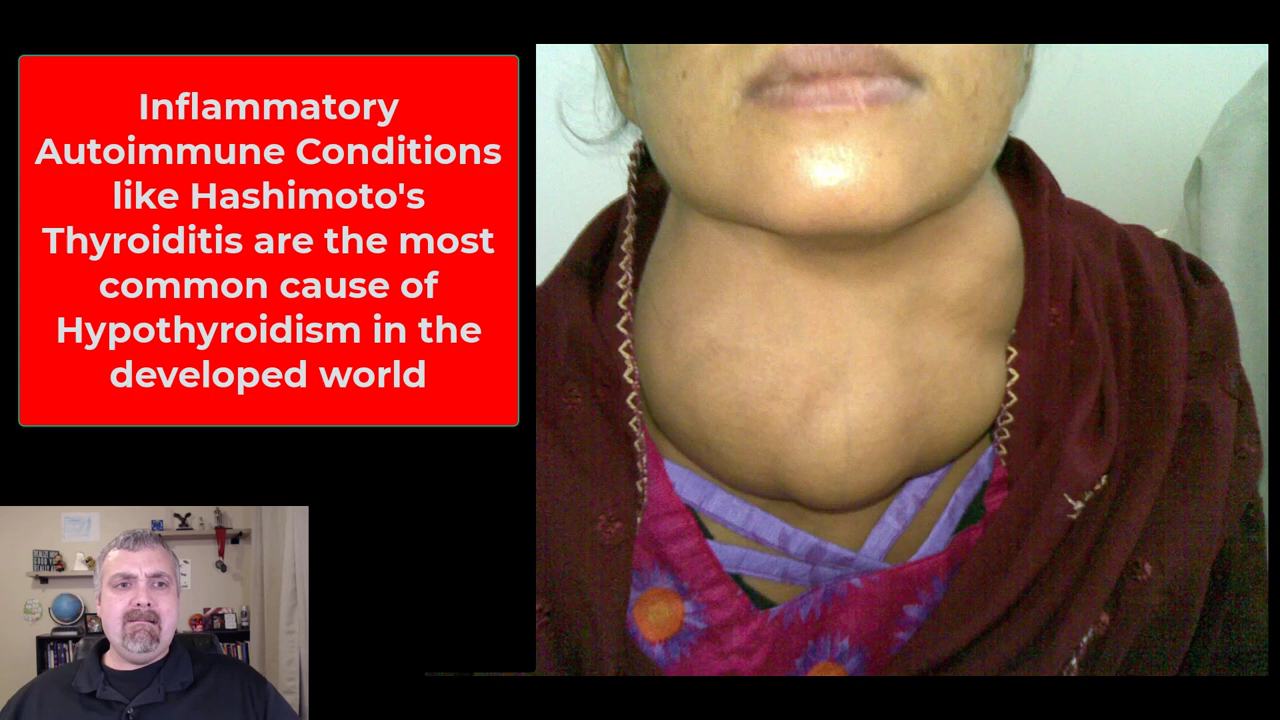 Inflammatory
Autoimmune Conditions
like Hashimoto's
Thyroiditis are the most
common cause of
Hypothyroidism in the
developed world